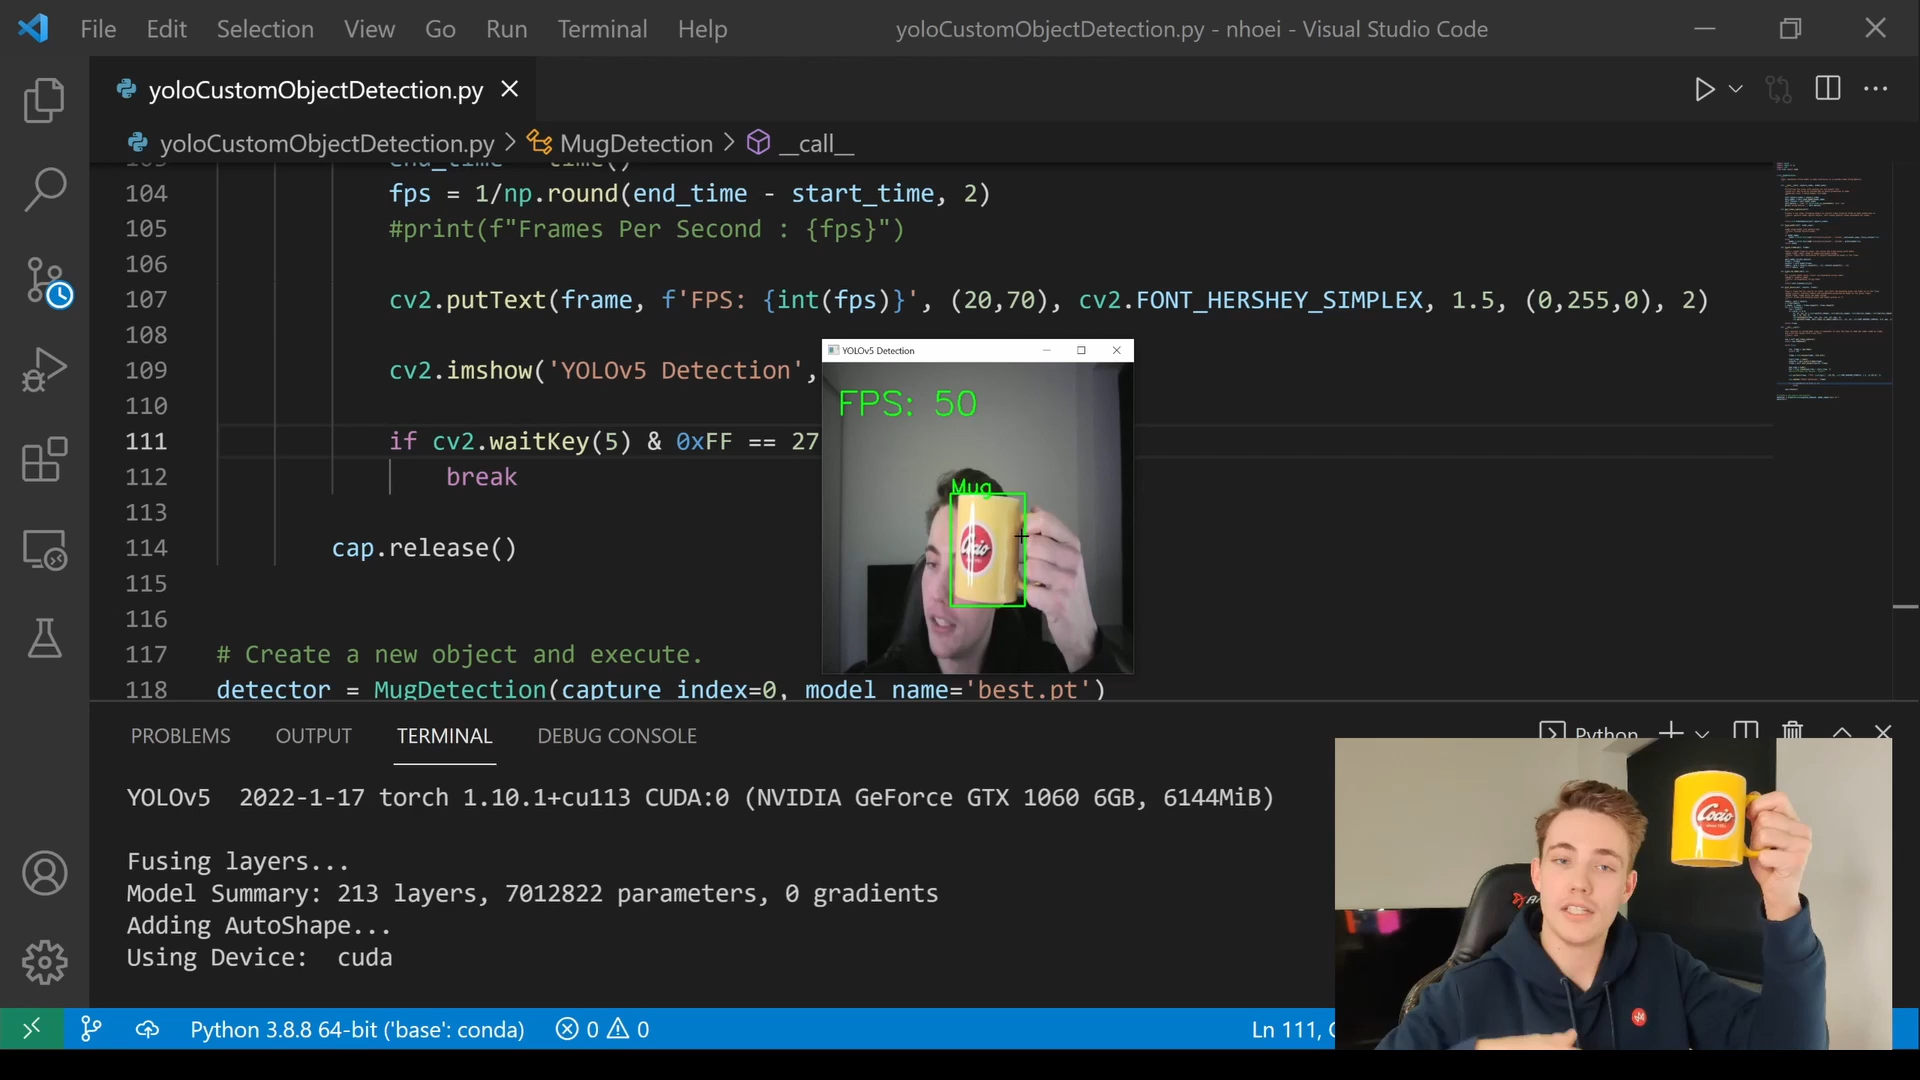 File Edit Selection View Go Run Terminal Help
yoloCustomObjectDetection.py - nhoei - Visual Studio Code
yoloCustomObjectDetection.py
yoloCustomObjectDetection.py > MugDetection > __call__
end_time = time()
104 fps = 1/np.round(end_time - start_time, 2)
105 #print(f"Frames Per Second : {fps}")
106
107 cv2.putText(frame, f'FPS: {int(fps)}', (20,70), cv2.FONT_HERSHEY_SIMPLEX, 1.5, (0,255,0), 2)
108
109 cv2.imshow('YOLOv5 Detection',
110
111 if cv2.waitKey(5) & 0xFF == 27
112 break
113
114 cap.release()
115
116
117 # Create a new object and execute.
118 detector = MugDetection(capture_index=0, model_name='best.pt')
YOLOv5 Detection
FPS: 50
Mug
Cocio
PROBLEMS OUTPUT TERMINAL DEBUG CONSOLE
Python
YOLOv5 2022-1-17 torch 1.10.1+cu113 CUDA:0 (NVIDIA GeForce GTX 1060 6GB, 6144MiB)
Fusing layers...
Model Summary: 213 layers, 7012822 parameters, 0 gradients
Adding AutoShape...
Using Device: cuda
Cocio
Python 3.8.8 64-bit ('base': conda) 0 0
Ln 111,